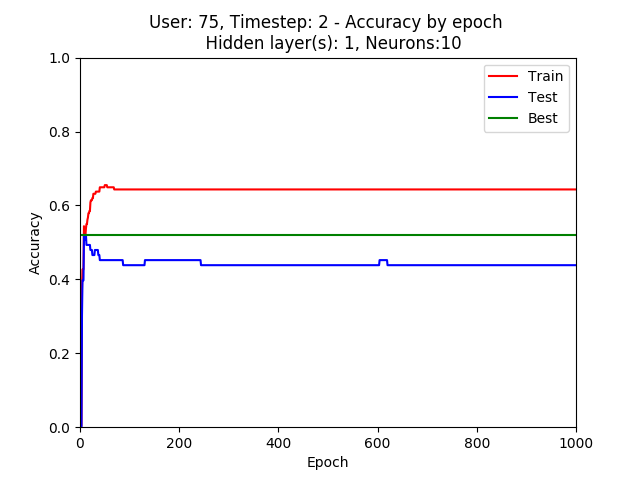 User: 75, Timestep: 2 - Accuracy by epoch
Hidden layer(s): 1, Neurons:10
1.0
0.8
0.6
0.4
0.2
0.0
Accuracy
Train
Test
Best
0
200
400
600
800
1000
Epoch